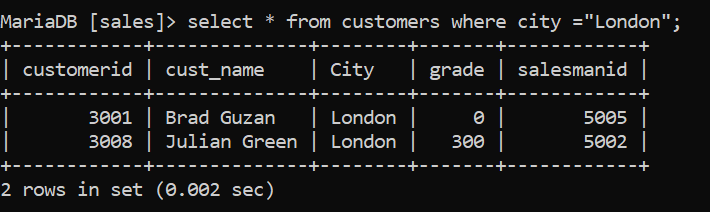 MariaDB [sales]> select * from customers where city ="London";
+------------+--------------+--------+-------+------------+
| customerid | cust_name    | City   | grade | salesmanid |
+------------+--------------+--------+-------+------------+
|       3001 | Brad Guzan   | London |     0 |       5005 |
|       3008 | Julian Green | London |   300 |       5002 |
+------------+--------------+--------+-------+------------+
2 rows in set (0.002 sec)